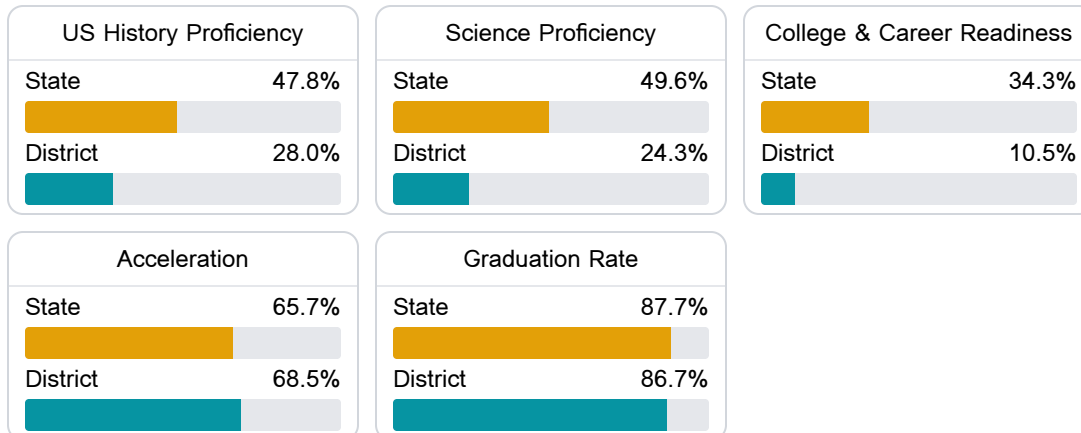 US History Proficiency
State 47.8%
District 28.0%
Science Proficiency
State 49.6%
District 24.3%
College & Career Readiness
State 34.3%
District 10.5%
Acceleration
State 65.7%
District 68.5%
Graduation Rate
State 87.7%
District 86.7%